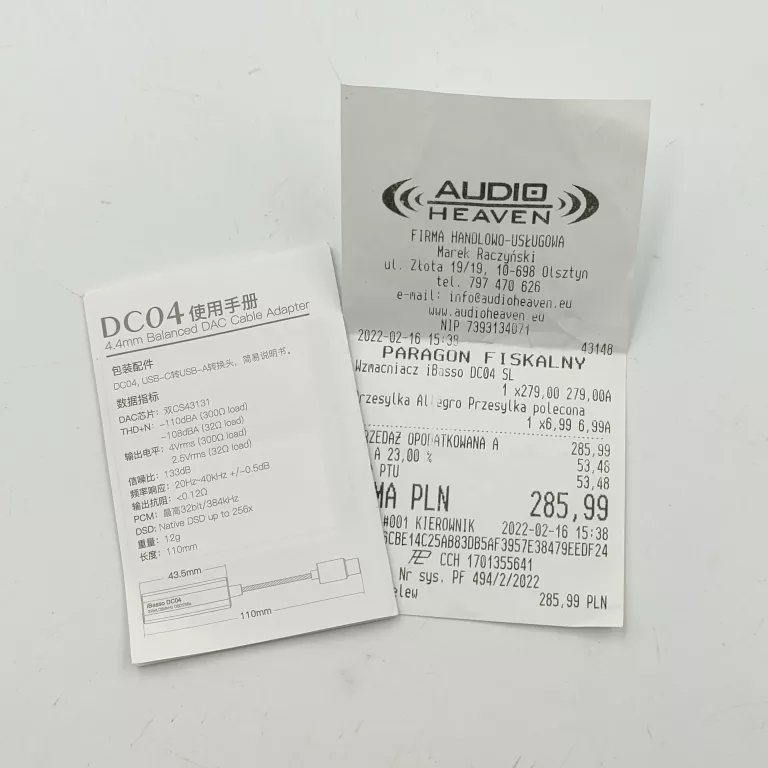 DC04 使用手册
4.4mm Balanced DAC Cable Adapter
包装配件
DC04, USB-C转USB-A转换头，简易说明书。
数据指标
DAC芯片: 双CS43131
THD+N: -110dBA (300Ω load)
-108dBA (32Ω load)
输出电平: 4Vrms (300Ω load)
2.5Vrms (32Ω load)
信噪比: 133dB
频率响应: 20Hz~40kHz +/-0.5dB
输出抗阻: <0.12Ω
PCM: 最高32bit/384kHz
DSD: Native DSD up to 256x
重量: 12g
长度: 110mm
43.5mm
iBasso DC04
110mm
AUDIO
HEAVEN
FIRMA HANDLOWO-USŁUGOWA
Marek Raczyński
ul. Złota 19/19, 10-698 Olsztyn
tel. 797 470 626
e-mail: info@audioheaven.eu
www.audioheaven.eu
NIP 7393134071
2022-02-16 15:38 43148
PARAGON FISKALNY
Wzmacniacz iBasso DC04 SL
1 x279,00 279,00A
Przesylka Allegro Przesylka polecona
1 x6,99 6,99A
RZEDAŻ OPODATKOWANA A 285,99
A 23,00 % 53,48
PTU 53,48
MA PLN 285,99
#001 KIEROWNIK 2022-02-16 15:38
6CBE14C25AB83DB5AF3957E38479EEDF24
CCH 1701355641
Nr sys. PF 494/2/2022
elew 285,99 PLN